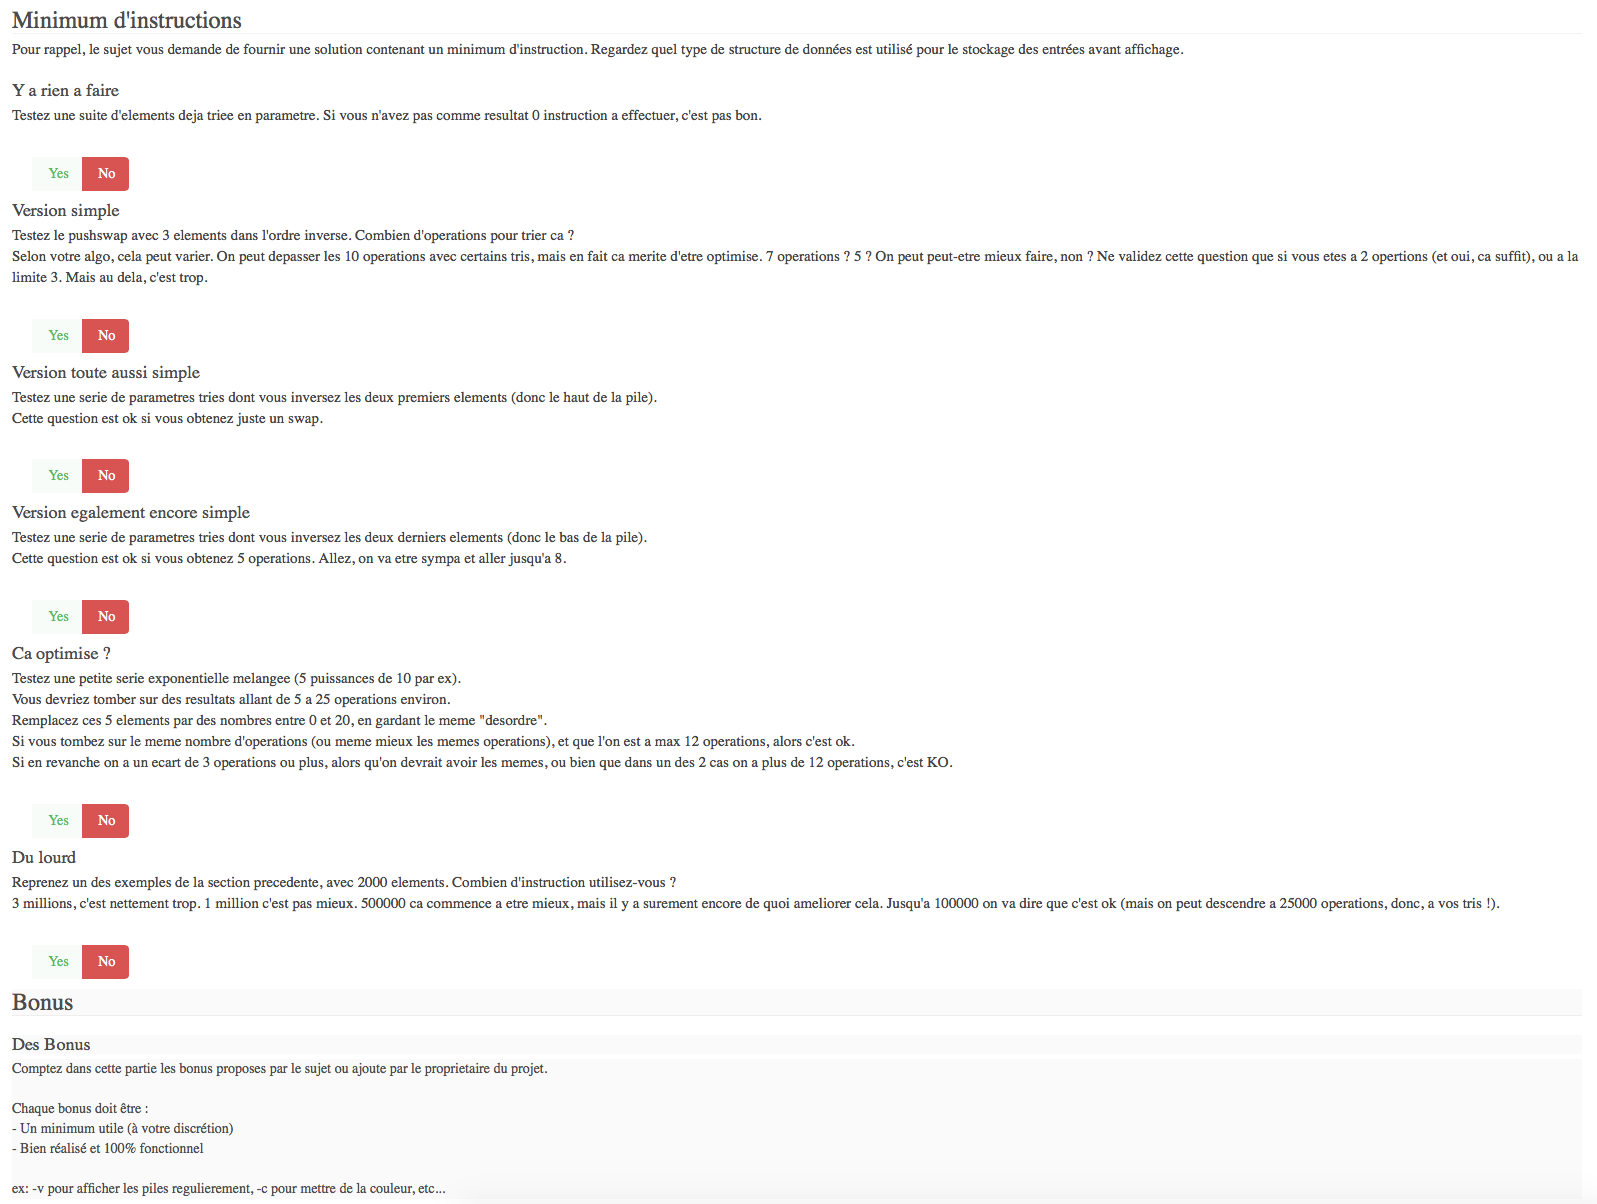 Minimum d'instructions
Pour rappel, le sujet vous demande de fournir une solution contenant un minimum d'instruction. Regardez quel type de structure de données est utilisé pour le stockage des entrées avant affichage.
Y a rien a faire
Testez une suite d'elements deja triee en parametre. Si vous n'avez pas comme resultat 0 instruction a effectuer, c'est pas bon.
Yes No
Version simple
Testez le pushswap avec 3 elements dans l'ordre inverse. Combien d'operations pour trier ca ?
Selon votre algo, cela peut varier. On peut depasser les 10 operations avec certains tris, mais en fait ca merite d'etre optimise. 7 operations ? 5 ? On peut peut-etre mieux faire, non ? Ne validez cette question que si vous etes a 2 opertions (et oui, ca suffit), ou a la
limite 3. Mais au dela, c'est trop.
Yes No
Version toute aussi simple
Testez une serie de parametres tries dont vous inversez les deux premiers elements (donc le haut de la pile).
Cette question est ok si vous obtenez juste un swap.
Yes No
Version egalement encore simple
Testez une serie de parametres tries dont vous inversez les deux derniers elements (donc le bas de la pile).
Cette question est ok si vous obtenez 5 operations. Allez, on va etre sympa et aller jusqu'a 8.
Yes No
Ca optimise ?
Testez une petite serie exponentielle melangee (5 puissances de 10 par ex).
Vous devriez tomber sur des resultats allant de 5 a 25 operations environ.
Remplacez ces 5 elements par des nombres entre 0 et 20, en gardant le meme "desordre".
Si vous tombez sur le meme nombre d'operations (ou meme mieux les memes operations), et que l'on est a max 12 operations, alors c'est ok.
Si en revanche on a un ecart de 3 operations ou plus, alors qu'on devrait avoir les memes, ou bien que dans un des 2 cas on a plus de 12 operations, c'est KO.
Yes No
Du lourd
Reprenez un des exemples de la section precedente, avec 2000 elements. Combien d'instruction utilisez-vous ?
3 millions, c'est nettement trop. 1 million c'est pas mieux. 500000 ca commence a etre mieux, mais il y a surement encore de quoi ameliorer cela. Jusqu'a 100000 on va dire que c'est ok (mais on peut descendre a 25000 operations, donc, a vos tris !).
Yes No
Bonus
Des Bonus
Comptez dans cette partie les bonus proposes par le sujet ou ajoute par le proprietaire du projet.
Chaque bonus doit être :
- Un minimum utile (à votre discrétion)
- Bien réalisé et 100% fonctionnel
ex: -v pour afficher les piles regulierement, -c pour mettre de la couleur, etc...